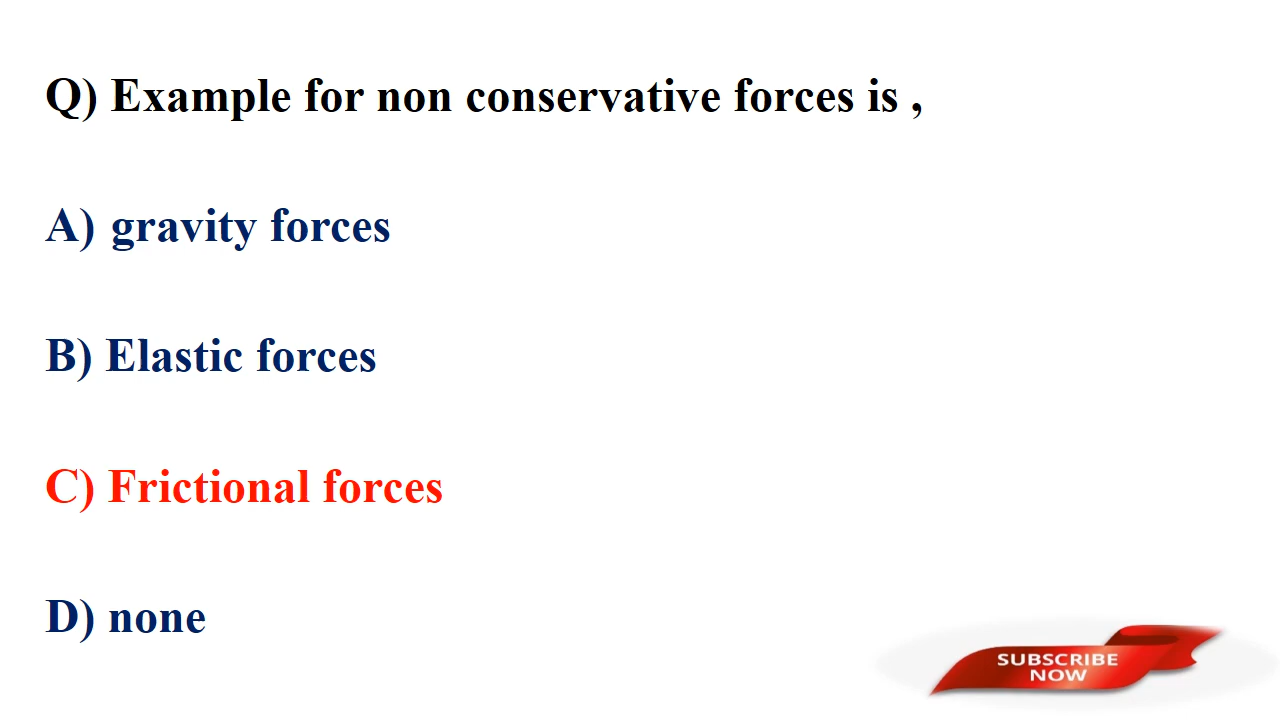 Q) Example for non conservative forces is ,
A) gravity forces
B) Elastic forces
C) Frictional forces
D) none
SUBSCRIBE
NOW